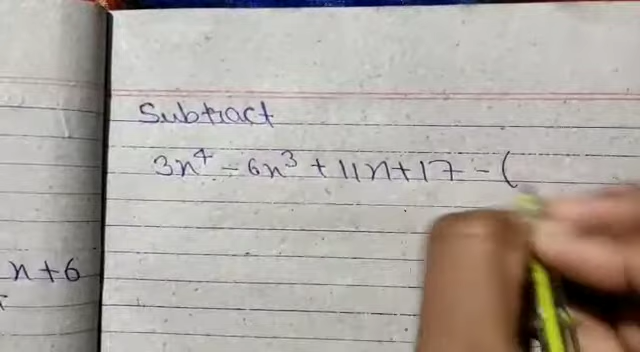 Subtract
3x⁴ - 6x³ + 11x + 17 - (
x + 6